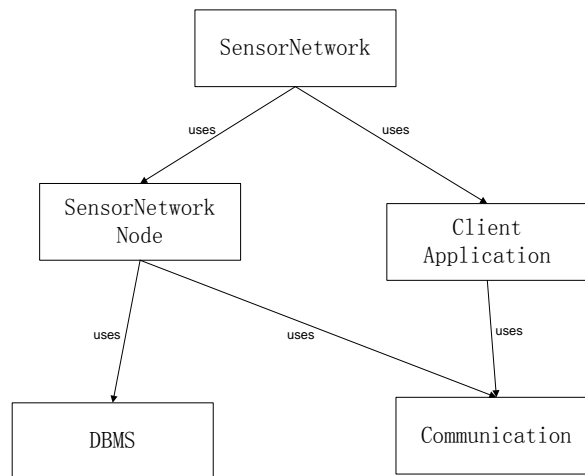 SensorNetwork
uses
uses
SensorNetwork
Node
Client
Application
uses
uses
uses
DBMS
Communication